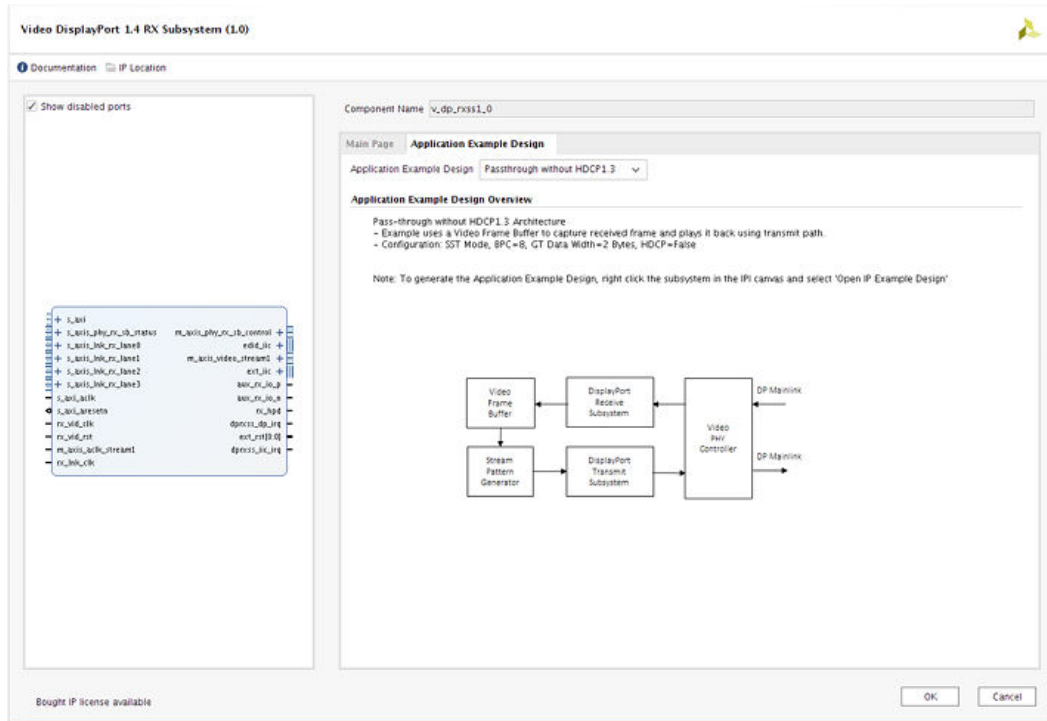 Video DisplayPort 1.4 RX Subsystem (1.0)
Documentation IP Location
Show disabled ports
s_axi
s_axis_phy_rx_sb_status
s_axis_lnk_rx_lane0
s_axis_lnk_rx_lane1
s_axis_lnk_rx_lane2
s_axis_lnk_rx_lane3
s_axi_aclk
s_axi_aresetn
rx_vid_clk
rx_vid_rst
m_axis_aclk_stream1
rx_lnk_clk
m_axis_phy_rx_sb_control
edid_iic
m_axis_video_stream1
ext_iic
aux_rx_io_p
aux_rx_io_n
rx_hpd
dprxss_dp_irq
ext_rst[0:0]
dprxss_iic_irq
Component Name v_dp_rxss1_0
Main Page Application Example Design
Application Example Design Passthrough without HDCP1.3
Application Example Design Overview
Pass-through without HDCP1.3 Architecture
- Example uses a Video Frame Buffer to capture received frame and plays it back using transmit path.
- Configuration: SST Mode, BPC=8, GT Data Width=2 Bytes, HDCP=False
Note: To generate the Application Example Design, right click the subsystem in the IPI canvas and select 'Open IP Example Design'
Video
Frame
Buffer
DisplayPort
Receive
Subsystem
Video
PHY
Controller
DP Mainlink
Stream
Pattern
Generator
DisplayPort
Transmit
Subsystem
DP Mainlink
Bought IP license available
OK Cancel